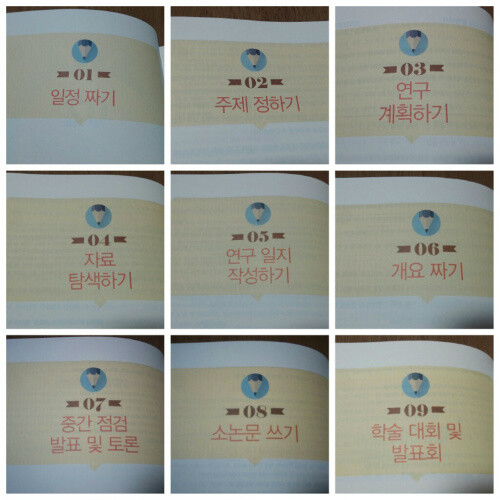 01
일정 짜기
02
주제 정하기
03
연구
계획하기
04
자료
탐색하기
05
연구 일지
작성하기
06
개요 짜기
07
중간 점검
발표 및 토론
08
소논문 쓰기
09
학술 대회 및
발표회